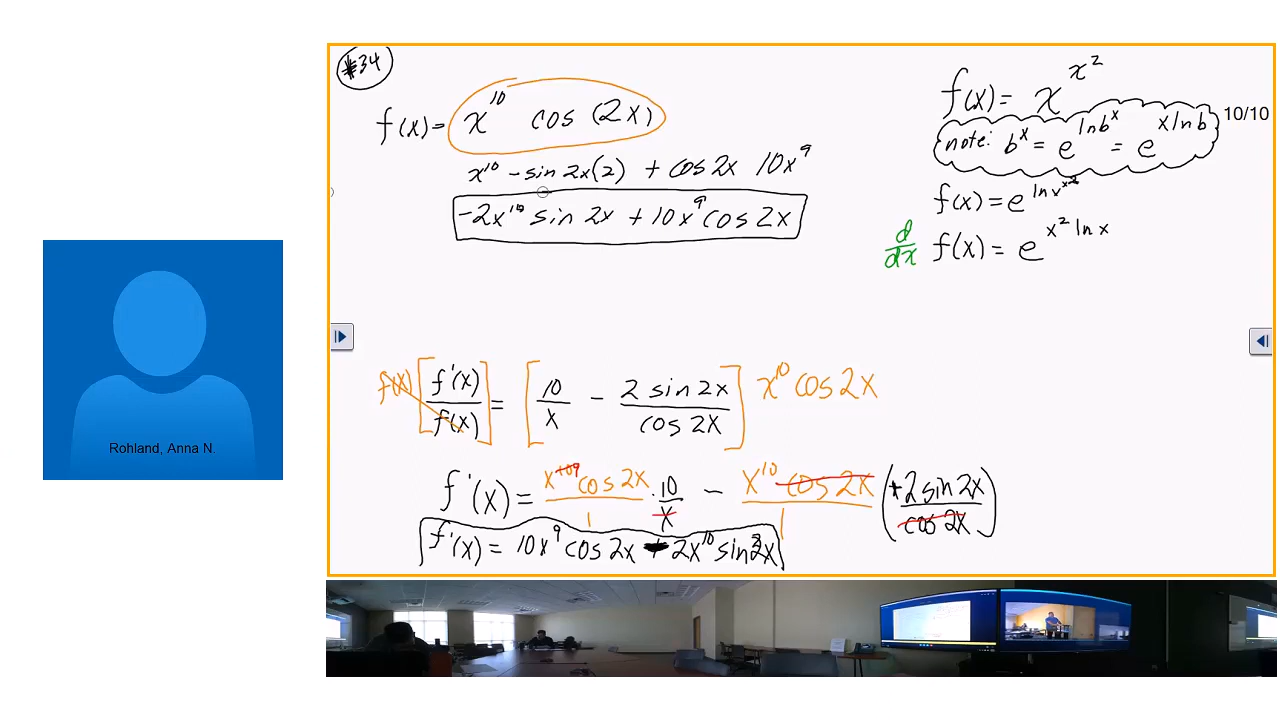 #34
f(x) = x^10 cos (2x)
x^10 - sin 2x(2) + cos 2x 10x^9
-2x^10 sin 2x + 10x^9 cos 2x
f(x) = x^x^2
note: b^x = e^ln b^x = e^x ln b
10/10
f(x) = e^ln x^x^2
d/dx f(x) = e^x^2 ln x
f(x) [f'(x)/f(x)] = [10/x - 2 sin 2x/cos 2x] x^10 cos 2x
f'(x) = x^10 9 cos 2x/1 · 10/x - x^10 cos 2x/1 (+2 sin 2x/cos 2x)
f'(x) = 10x^9 cos 2x - 2x^10 sin 2x
Rohland, Anna N.